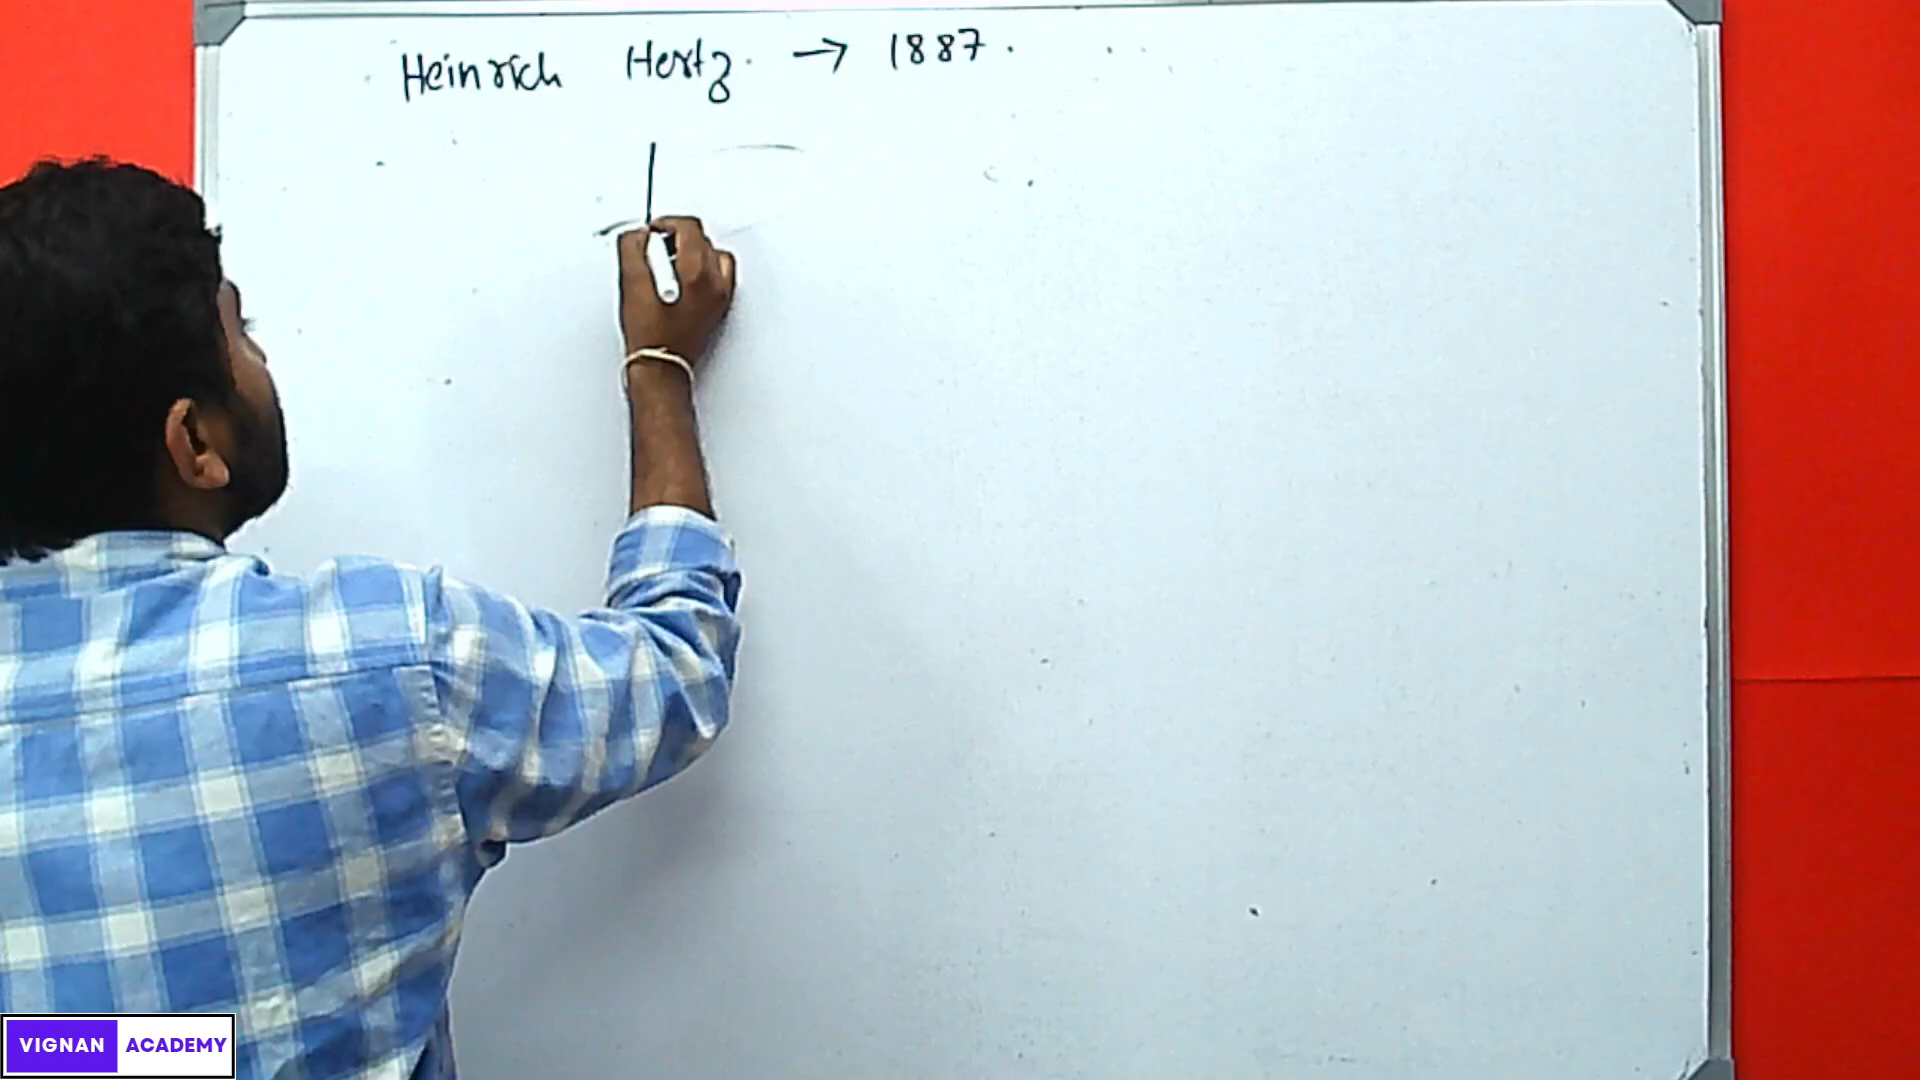 Heinrich Hertz. → 1887.
VIGNAN ACADEMY